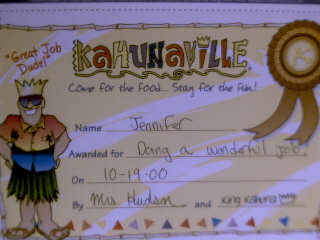 "Great Job Dude!"
KAHUNAVILLE
Come for the food... Stay for the fun!
Name Jennifer
Awarded for Doing a wonderful job.
On 10-19-00
By Mrs. Hudson and King Kahuna